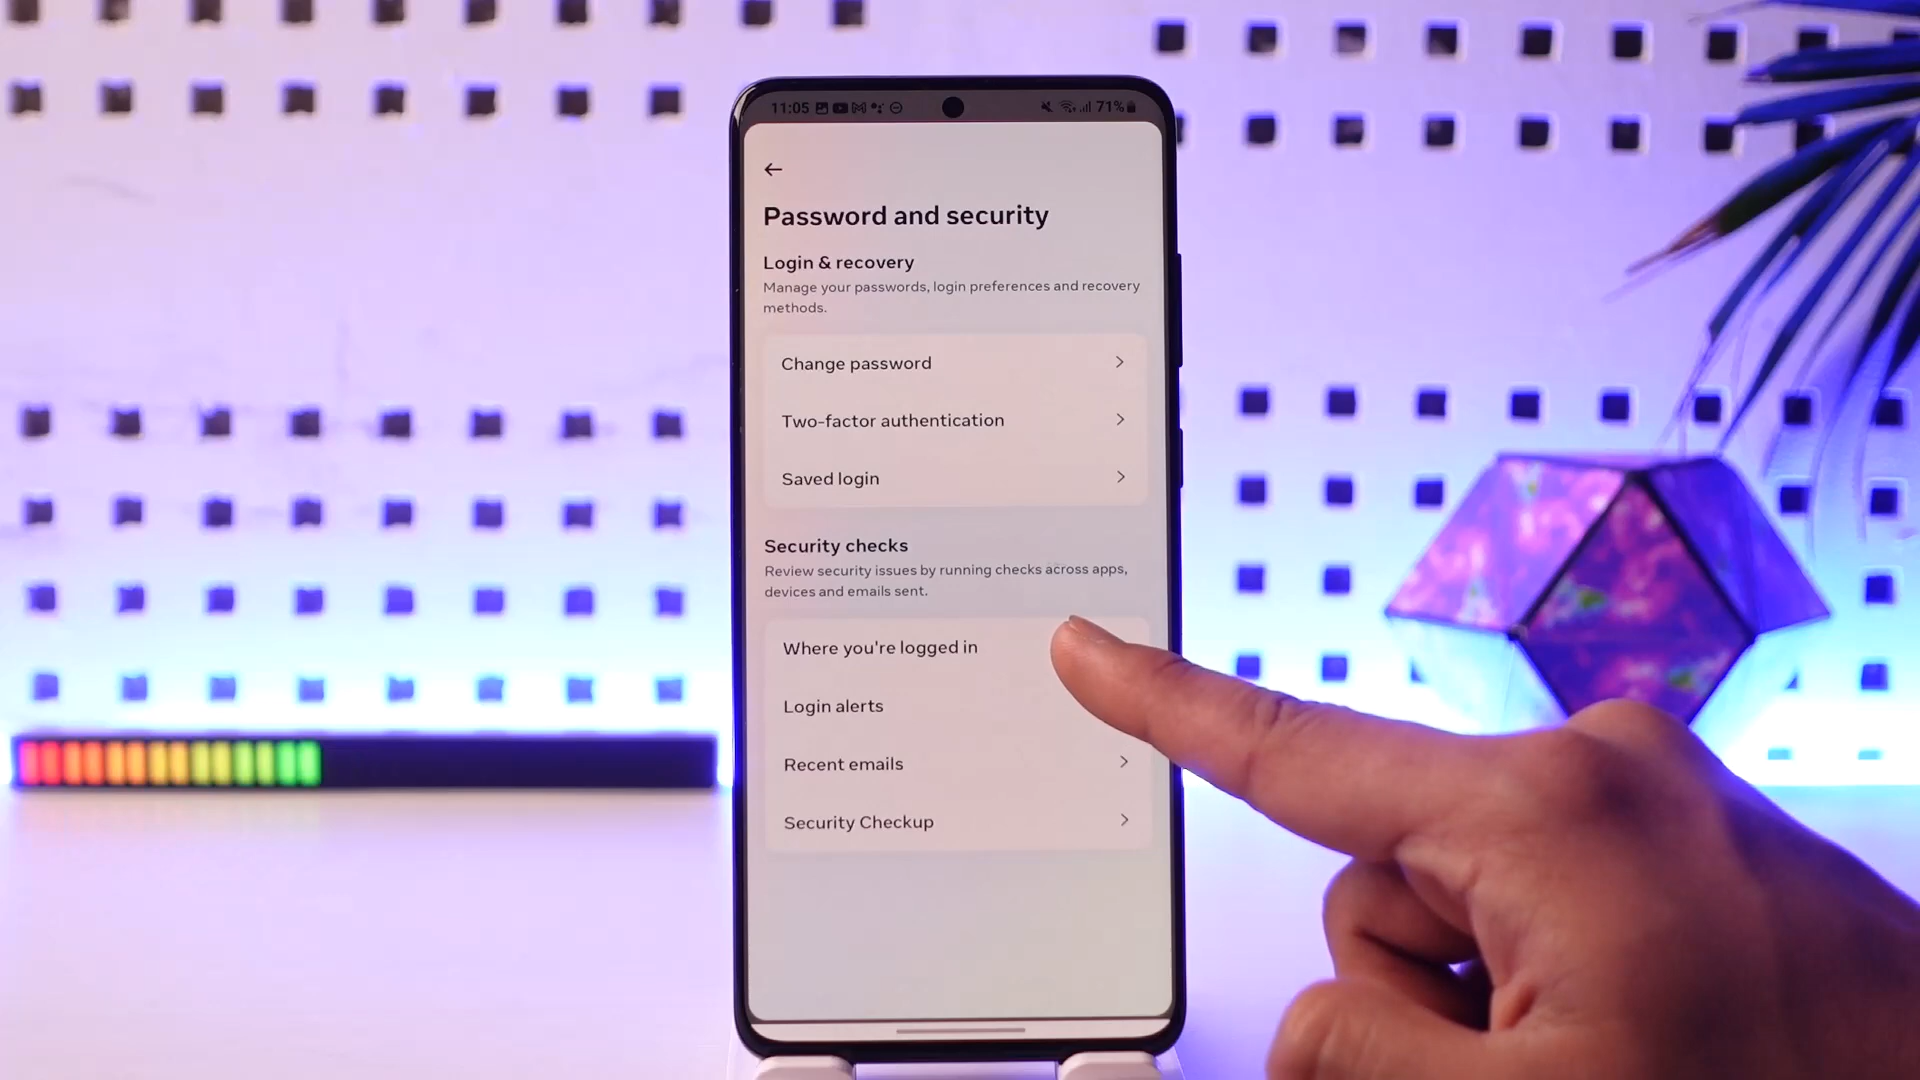 11:05 71%
Password and security
Login & recovery
Manage your passwords, login preferences and recovery
methods.
Change password
Two-factor authentication
Saved login
Security checks
Review security issues by running checks across apps,
devices and emails sent.
Where you're logged in
Login alerts
Recent emails
Security Checkup